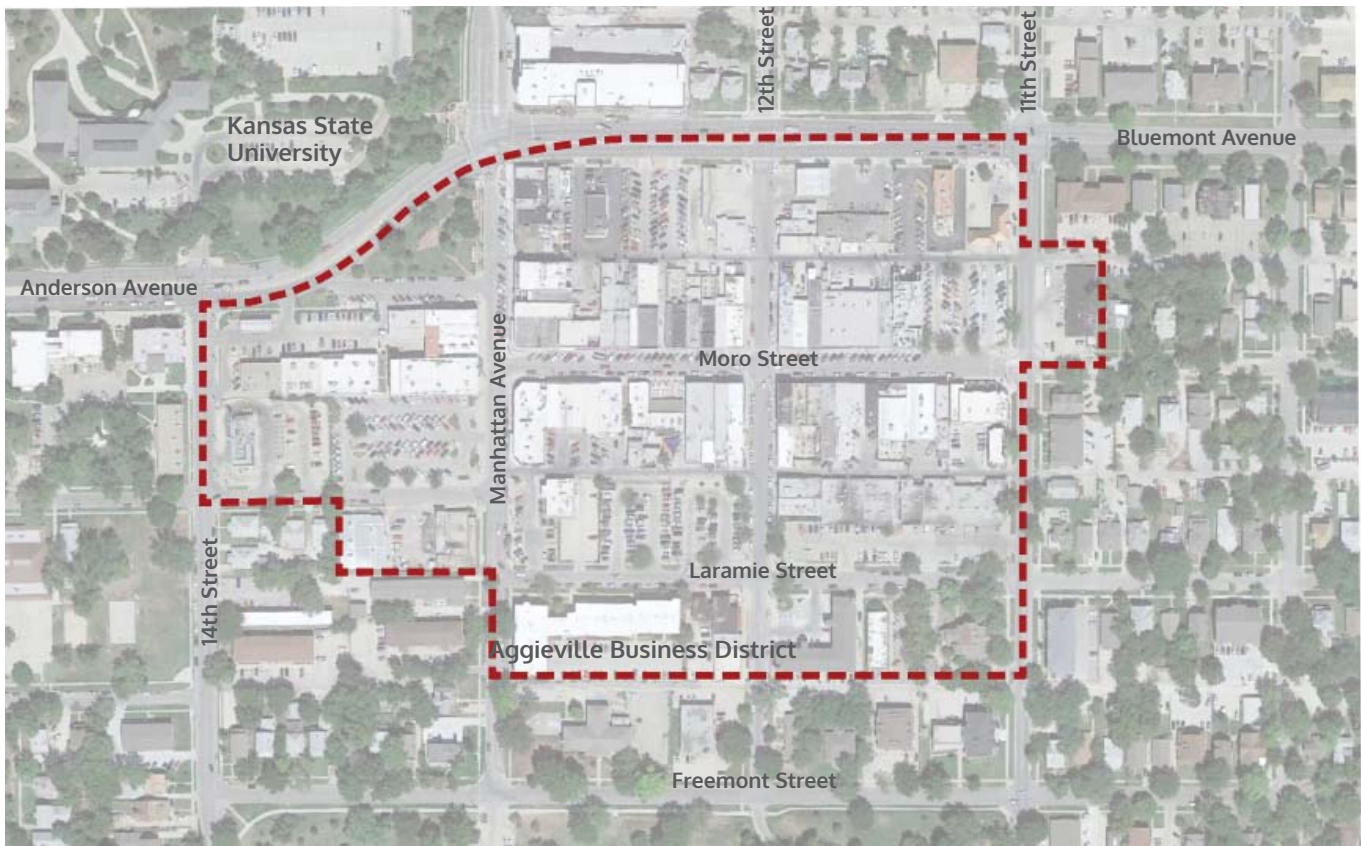 12th Street
11th Street
Kansas State
University
Bluemont Avenue
Anderson Avenue
Manhattan Avenue
Moro Street
14th Street
Laramie Street
Aggieville Business District
Freemont Street